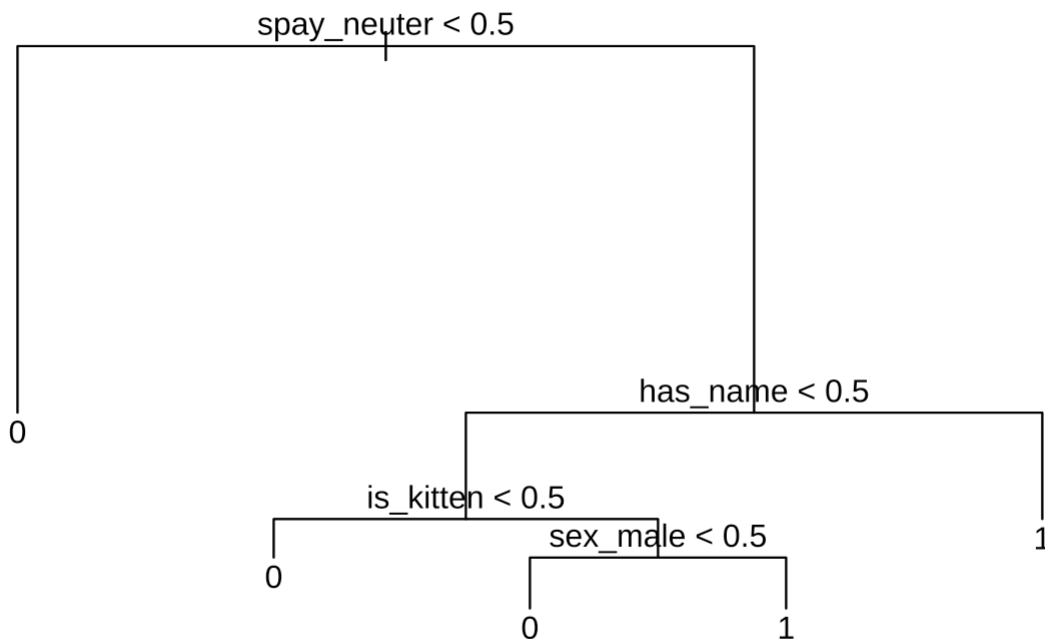 spay_neuter < 0.5
has_name < 0.5
0
is_kitten < 0.5
sex_male < 0.5
1
0
0
1